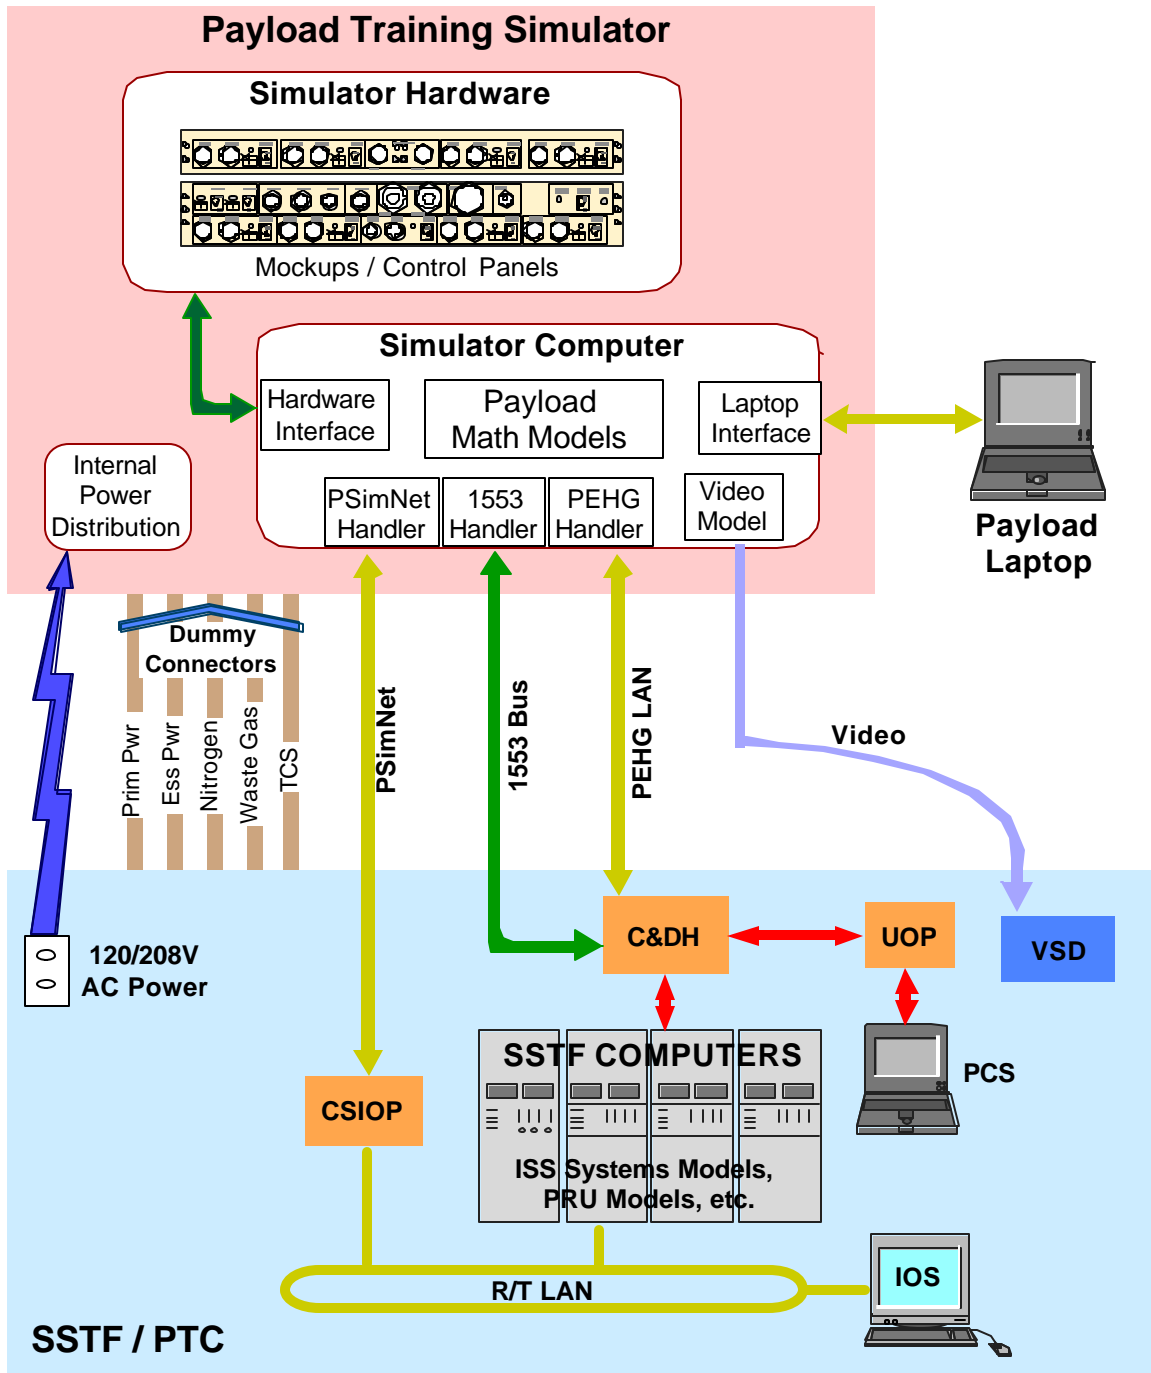 Payload Training Simulator
Simulator Hardware
Mockups / Control Panels
Simulator Computer
Hardware
Interface
Payload
Math Models
Laptop
Interface
PSimNet
Handler
1553
Handler
PEHG
Handler
Video
Model
Internal
Power
Distribution
Payload
Laptop
Dummy
Connectors
Prim Pwr
Ess Pwr
Nitrogen
Waste Gas
TCS
PSimNet
1553 Bus
PEHG LAN
Video
120/208V
AC Power
C&DH
UOP
VSD
SSTF COMPUTERS
PCS
CSIOP
ISS Systems Models,
PRU Models, etc.
R/T LAN
IOS
SSTF / PTC